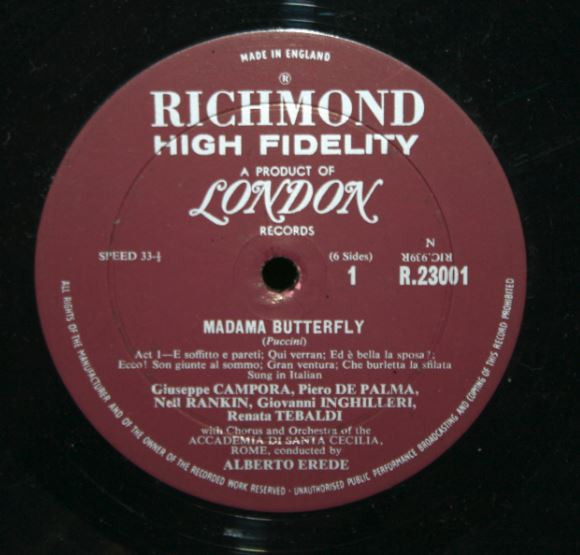 MADE IN ENGLAND
®
RICHMOND
HIGH FIDELITY
A PRODUCT OF
LONDON
RECORDS
SPEED 33-⅓
(6 Sides)
1
N
RIC.939R
R.23001
MADAMA BUTTERFLY
(Puccini)
Act 1—E soffitto e pareti; Qui verran; Ed è bella la sposa?;
Ecco! Son giunte al sommo; Gran ventura; Che burletta la sfilata
Sung in Italian
Giuseppe CAMPORA, Piero DE PALMA,
Nell RANKIN, Giovanni INGHILLERI,
Renata TEBALDI
with Chorus and Orchestra of the
ACCADEMIA DI SANTA CECILIA,
ROME, conducted by
ALBERTO EREDE
ALL RIGHTS OF THE MANUFACTURER AND OF THE OWNER OF THE RECORDED WORK RESERVED - UNAUTHORISED PUBLIC PERFORMANCE BROADCASTING AND COPYING OF THIS RECORD PROHIBITED